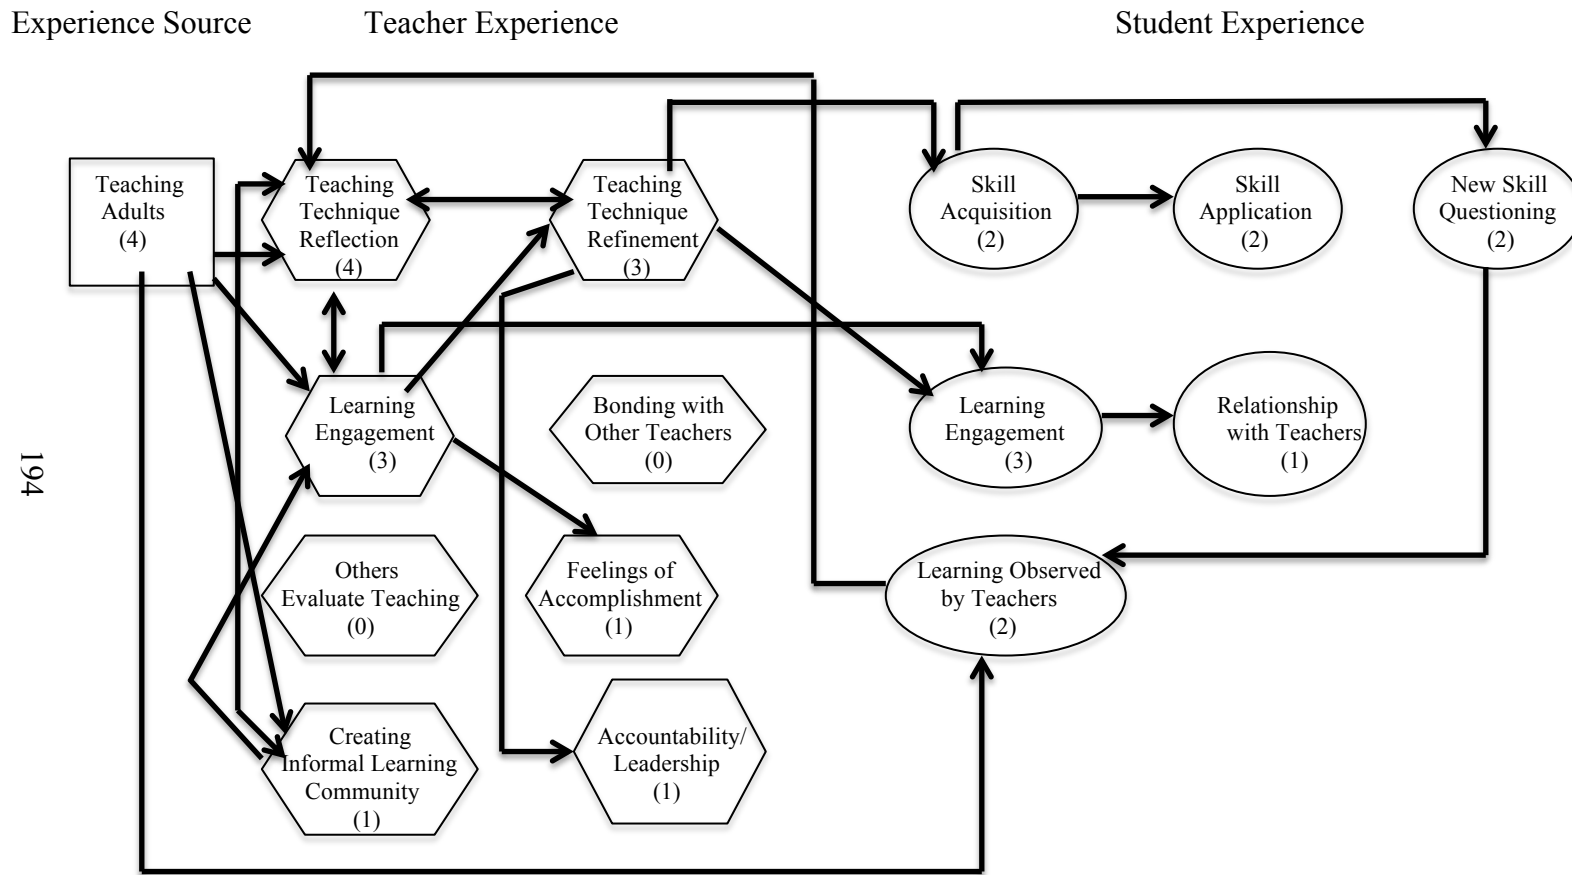 Experience Source
Teacher Experience
Student Experience
Teaching
Adults
(4)
Teaching
Technique
Reflection
(4)
Teaching
Technique
Refinement
(3)
Skill
Acquisition
(2)
Skill
Application
(2)
New Skill
Questioning
(2)
Learning
Engagement
(3)
Bonding with
Other Teachers
(0)
Learning
Engagement
(3)
Relationship
with Teachers
(1)
Others
Evaluate Teaching
(0)
Feelings of
Accomplishment
(1)
Learning Observed
by Teachers
(2)
Creating
Informal Learning
Community
(1)
Accountability/
Leadership
(1)
194